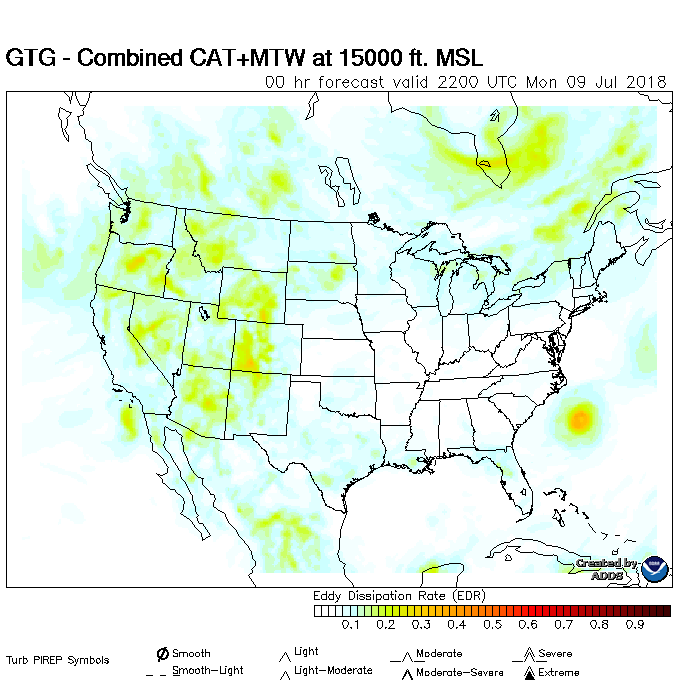 GTG - Combined CAT+MTW at 15000 ft. MSL
00 hr forecast valid 2200 UTC Mon 09 Jul 2018
Created by
ADDS
Eddy Dissipation Rate (EDR)
0.1 0.2 0.3 0.4 0.5 0.6 0.7 0.8 0.9
Turb PIREP Symbols
Smooth Light Moderate Severe
Smooth-Light Light-Moderate Moderate-Severe Extreme